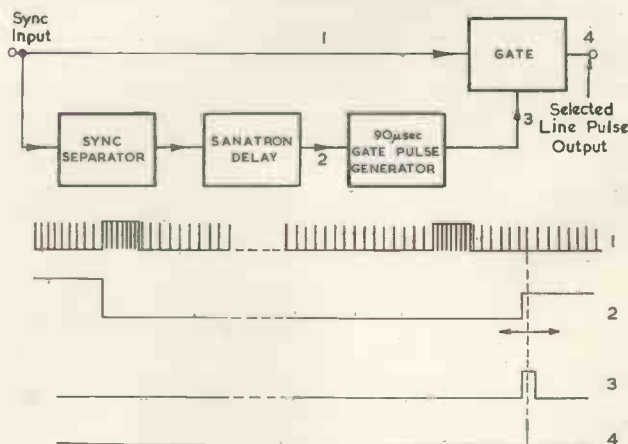 Sync
Input
1
4
GATE
Selected
Line Pulse
Output
3
SYNC
SEPARATOR
SANATRON
DELAY
2
90μsec
GATE PULSE
GENERATOR
1
2
3
4